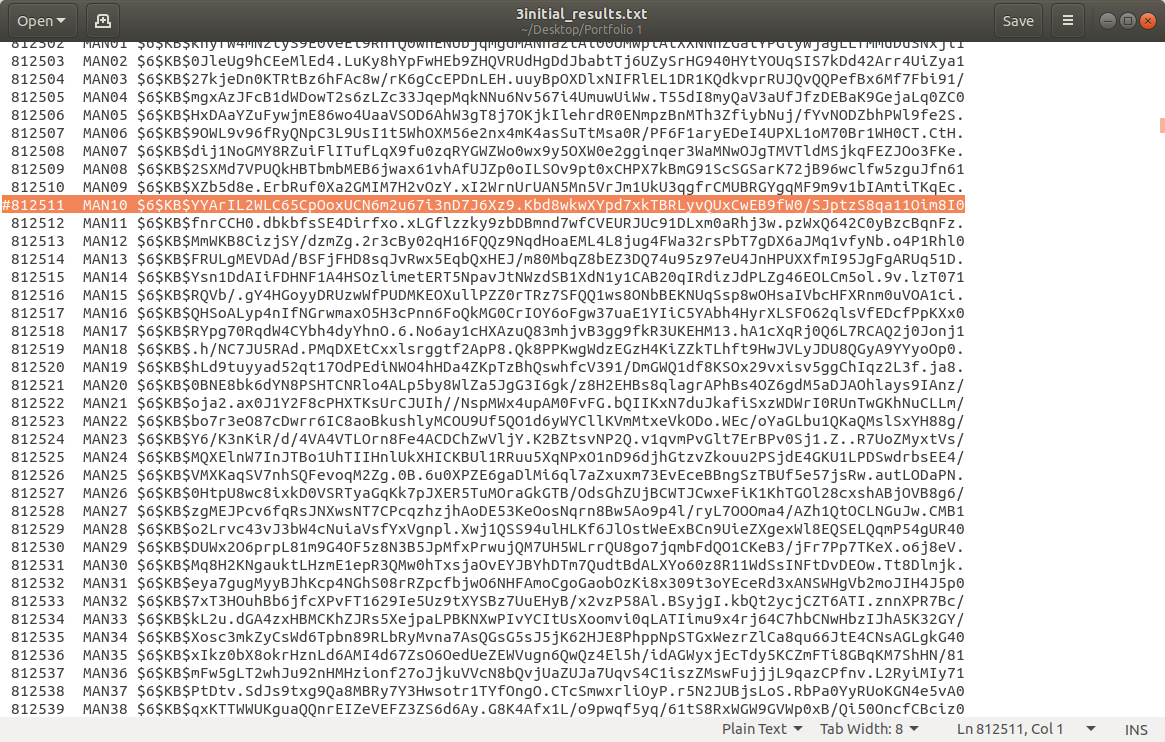 Open
3initial_results.txt
~/Desktop/Portfolio 1
Save
812503 MAN02 $6$KB$0JleUg9hCEeMlEd4.LuKy8hYpFwHEb9ZHQVRUdHgDdJbabtTj6UZySrHG940HYtYOUqSIS7kDd42Arr4UiZya1
812504 MAN03 $6$KB$27kjeDn0KTRtBz6hFAc8w/rK6gCcEPDnLEH.uuyBpOXDlxNIFRlEL1DR1KQdkvprRUJQvQQPefBx6Mf7Fbi91/
812505 MAN04 $6$KB$mgxAzJFcB1dWDowT2s6zLZc33JqepMqkNNu6Nv567i4UmuwUiWw.T55dI8myQaV3aUfJfzDEBaK9GejaLq0ZC0
812506 MAN05 $6$KB$HxDAaYZuFywjmE86wo4UaaVSOD6AhW3gT8j7OKjkIlehrdR0ENmpzBnMTh3ZfiybNuj/fYvNODZbhPWl9fe2S.
812507 MAN06 $6$KB$9OWL9v96fRyQNpC3L9UsI1t5WhOXM56e2nx4mK4asSuTtMsa0R/PF6F1aryEDeI4UPXL1oM70Br1WH0CT.CtH.
812508 MAN07 $6$KB$dij1NoGMY8RZuiFlITufLqX9fu0zqRYGWZWo0wx9y5OXW0e2gginqer3WaMNwOJgTMVTldMSjkqFEZJOo3FKe.
812509 MAN08 $6$KB$2SXMd7VPUQkHBTbmbMEB6jwax61vhAfUJZp0oILSOv9pt0xCHPX7kBmG91ScSGSarK72jB96wclfw5zguJfn61
812510 MAN09 $6$KB$XZb5d8e.ErbRuf0Xa2GMIM7H2vOzY.xI2WrnUrUAN5Mn5VrJm1UkU3qgfrCMUBRGYgqMF9m9v1bIAmtiTKqEc.
#812511 MAN10 $6$KB$YYArIL2WLC65CpOoxUCN6m2u67i3nD7J6Xz9.Kbd8wkwXYpd7xkTBRLyvQUxCwEB9fW0/SJptzS8qa11Oim8I0
812512 MAN11 $6$KB$fnrCCH0.dbkbfsSE4Dirfxo.xLGflzzky9zbDBmnd7wfCVEURJUc91DLxm0aRhj3w.pzWxQ642C0yBzcBqnFz.
812513 MAN12 $6$KB$MmWKB8CizjSY/dzmZg.2r3cBy02qH16FQQz9NqdHoaEML4L8jug4FWa32rsPbT7gDX6aJMq1vfyNb.o4P1Rhl0
812514 MAN13 $6$KB$FRULgMEVDAd/BSFjFHD8sqJvRwx5EqbQxHEJ/m80MbqZ8bEZ3DQ74u95z97eU4JnHPUXXfmI95JgFgARUq51D.
812515 MAN14 $6$KB$Ysn1DdAIiFDHNF1A4HSOzlimetERT5NpavJtNWzdSB1XdN1y1CAB20qIRdizJdPLZg46EOLCm5ol.9v.lzT071
812516 MAN15 $6$KB$RQVb/.gY4HGoyyDRUzwWfPUDMKEOXullPZZ0rTRz7SFQQ1ws8ONbBEKNUqSsp8wOHsaIVbcHFXRnm0uVOA1ci.
812517 MAN16 $6$KB$QHSoALyp4nIfNGrwmaxO5H3cPnn6FoQkMG0CrIOY6oFgw37uaE1YIiC5YAbh4HyrXLSFO62qlsVfEDcfPpKXx0
812518 MAN17 $6$KB$RYpg70RqdW4CYbh4dyYhnO.6.No6ay1cHXAzuQ83mhjvB3gg9fkR3UKEHM13.hA1cXqRj0Q6L7RCAQ2j0Jonj1
812519 MAN18 $6$KB$.h/NC7JU5RAd.PMqDXEtCxxlsrggtf2ApP8.Qk8PPKwgWdzEGzH4KiZZkTLhft9HwJVLyJDU8QGyA9YYyoOp0.
812520 MAN19 $6$KB$hLd9tuyyad52qt17OdPEdiNWO4hHDa4ZKpTzBhQswhfcV391/DmGWQ1df8KSOx29vxisv5ggChIqz2L3f.ja8.
812521 MAN20 $6$KB$0BNE8bk6dYN8PSHTCNRlo4ALp5by8WlZa5JgG3I6gk/z8H2EHBs8qlagrAPhBs4OZ6gdM5aDJAOhlays9IAnz/
812522 MAN21 $6$KB$oja2.ax0J1Y2F8cPHXTKsUrCJUIh//NspMWx4upAM0FvFG.bQIIKxN7duJkafiSxzWDWrI0RUnTwGKhNuCLLm/
812523 MAN22 $6$KB$bo7r3eO87cDwrr6IC8aoBkushlyMCOU9Uf5QO1d6yWYCllKVmMtxeVkODo.WEc/oYaGLbu1QKaQMslSxYH88g/
812524 MAN23 $6$KB$Y6/K3nKiR/d/4VA4VTLOrn8Fe4ACDChZwVljY.K2BZtsvNP2Q.v1qvmPvGlt7ErBPv0Sj1.Z..R7UoZMyxtVs/
812525 MAN24 $6$KB$MQXElnW7InJTBo1UhTIIHnlUkXHICKBUl1RRuu5XqNPxO1nD96djhGtzvZkouu2PSjdE4GKU1LPDSwdrbsEE4/
812526 MAN25 $6$KB$VMXKaqSV7nhSQFevoqM2Zg.0B.6u0XPZE6gaDlMi6ql7aZxuxm73EvEceBBngSzTBUf5e57jsRw.autLODaPN.
812527 MAN26 $6$KB$0HtpU8wc8ixkD0VSRTyaGqKk7pJXER5TuMOraGkGTB/OdsGhZUjBCWTJCwxeFiK1KhTGOl28cxshABjOVB8g6/
812528 MAN27 $6$KB$zgMEJPcv6fqRsJNXwsNT7CPcqzhzjhAoDE53KeOosNqrn8Bw5Ao9p4l/ryL7OOOma4/AZh1QtOCLNGuJw.CMB1
812529 MAN28 $6$KB$o2Lrvc43vJ3bW4cNuiaVsfYxVgnpl.Xwj1QSS94ulHLKf6JlOstWeExBCn9UieZXgexWl8EQSELQqmP54gUR40
812530 MAN29 $6$KB$DUWx2O6prpL81m9G4OF5z8N3B5JpMfxPrwujQM7UH5WLrrQU8go7jqmbFdQO1CKeB3/jFr7Pp7TKeX.o6j8eV.
812531 MAN30 $6$KB$Mq8H2KNgauktLHzmE1epR3QMw0hTxsjaOvEYJBYhDTm7QudtBdALXYo60z8R11WdSsINFtDvDEOw.Tt8Dlmjk.
812532 MAN31 $6$KB$eya7gugMyyBJhKcp4NGhS08rRZpcfbjwO6NHFAmoCgoGaobOzKi8x309t3oYEceRd3xANSWHgVb2moJIH4J5p0
812533 MAN32 $6$KB$7xT3HOuhBb6jfcXPvFT1629Ie5Uz9tXYSBz7UuEHyB/x2vzP58Al.BSyjgI.kbQt2ycjCZT6ATI.znnXPR7Bc/
812534 MAN33 $6$KB$kL2u.dGA4zxHBMCKhZJRs5XejpaLPBKNXwPIvYCItUsXoomvi0qLATIimu9x4rj64C7hbCNwHbzIJhA5K32GY/
812535 MAN34 $6$KB$Xosc3mkZyCsWd6Tpbn89RLbRyMvna7AsQGsG5sJ5jK62HJE8PhppNpSTGxWezrZlCa8qu66JtE4CNsAGLgkG40
812536 MAN35 $6$KB$xIkz0bX8okrHznLd6AMI4d67ZsO6OedUeZEWVugn6QwQz4El5h/idAGWyxjEcTdy5KCZmFTi8GBqKM7ShHN/81
812537 MAN36 $6$KB$mFw5gLT2whJu92nHMHzionf27oJjkuVVcN8bQvjUaZUJa7UqvS4C1iszZMswFujjjL9qazCPfnv.L2RyiMIy71
812538 MAN37 $6$KB$PtDtv.SdJs9txg9Qa8MBRy7Y3Hwsotr1TYfOngO.CTcSmwxrliOyP.r5N2JUBjsLoS.RbPa0YyRUoKGN4e5vA0
812539 MAN38 $6$KB$qxKTTWWUKguaQQnrEIZeVEFZ3ZS6d6Ay.G8K4Afx1L/o9pwqf5yq/61tS8RxWGW9GVWp0xB/Qi50OncfCBciz0
Plain Text
Tab Width: 8
Ln 812511, Col 1
INS